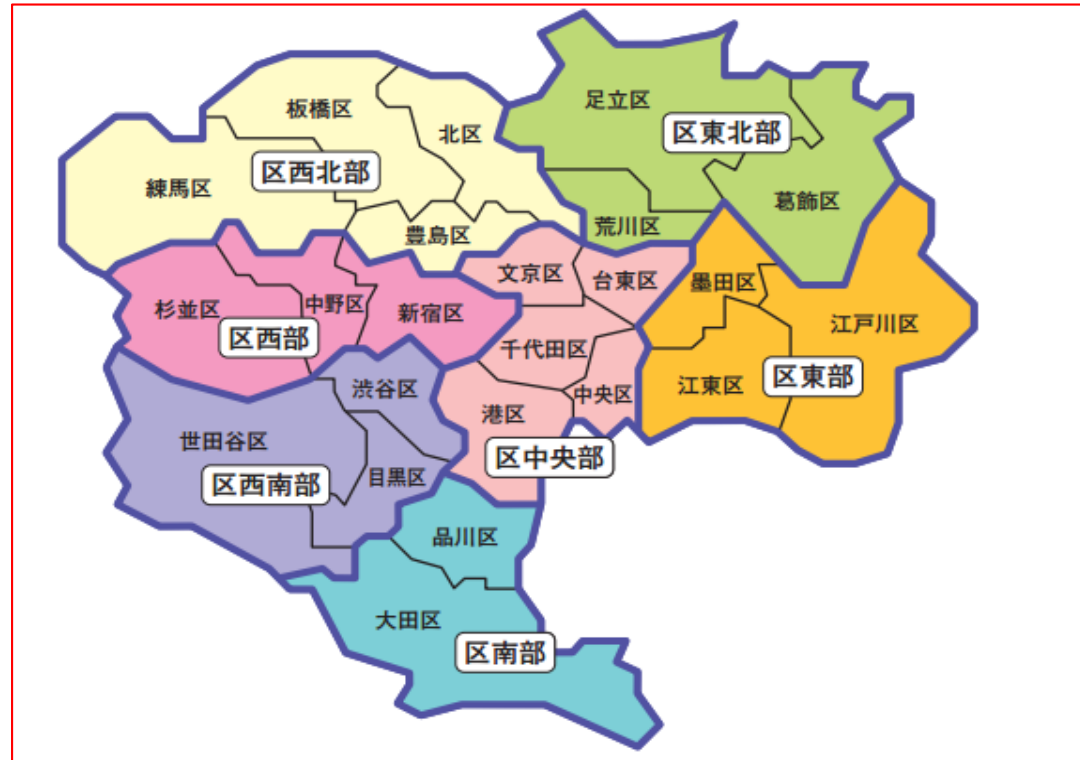 足立区
板橋区
北区
区東北部
区西北部
練馬区
葛飾区
荒川区
豊島区
文京区
台東区
墨田区
中野区
杉並区
新宿区
江戸川区
区西部
千代田区
区東部
江東区
渋谷区
中央区
港区
世田谷区
区中央部
目黒区
区西南部
品川区
大田区
区南部